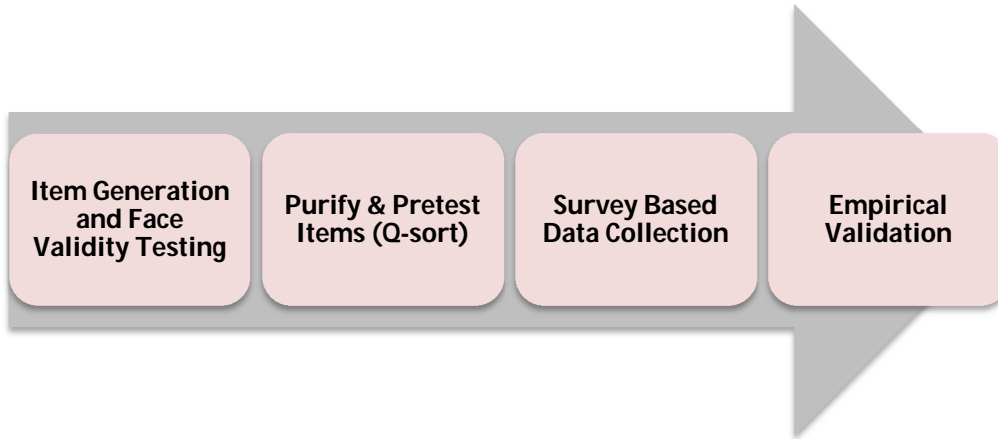 Item Generation
and Face
Validity Testing
Purify & Pretest
Items (Q-sort)
Survey Based
Data Collection
Empirical
Validation